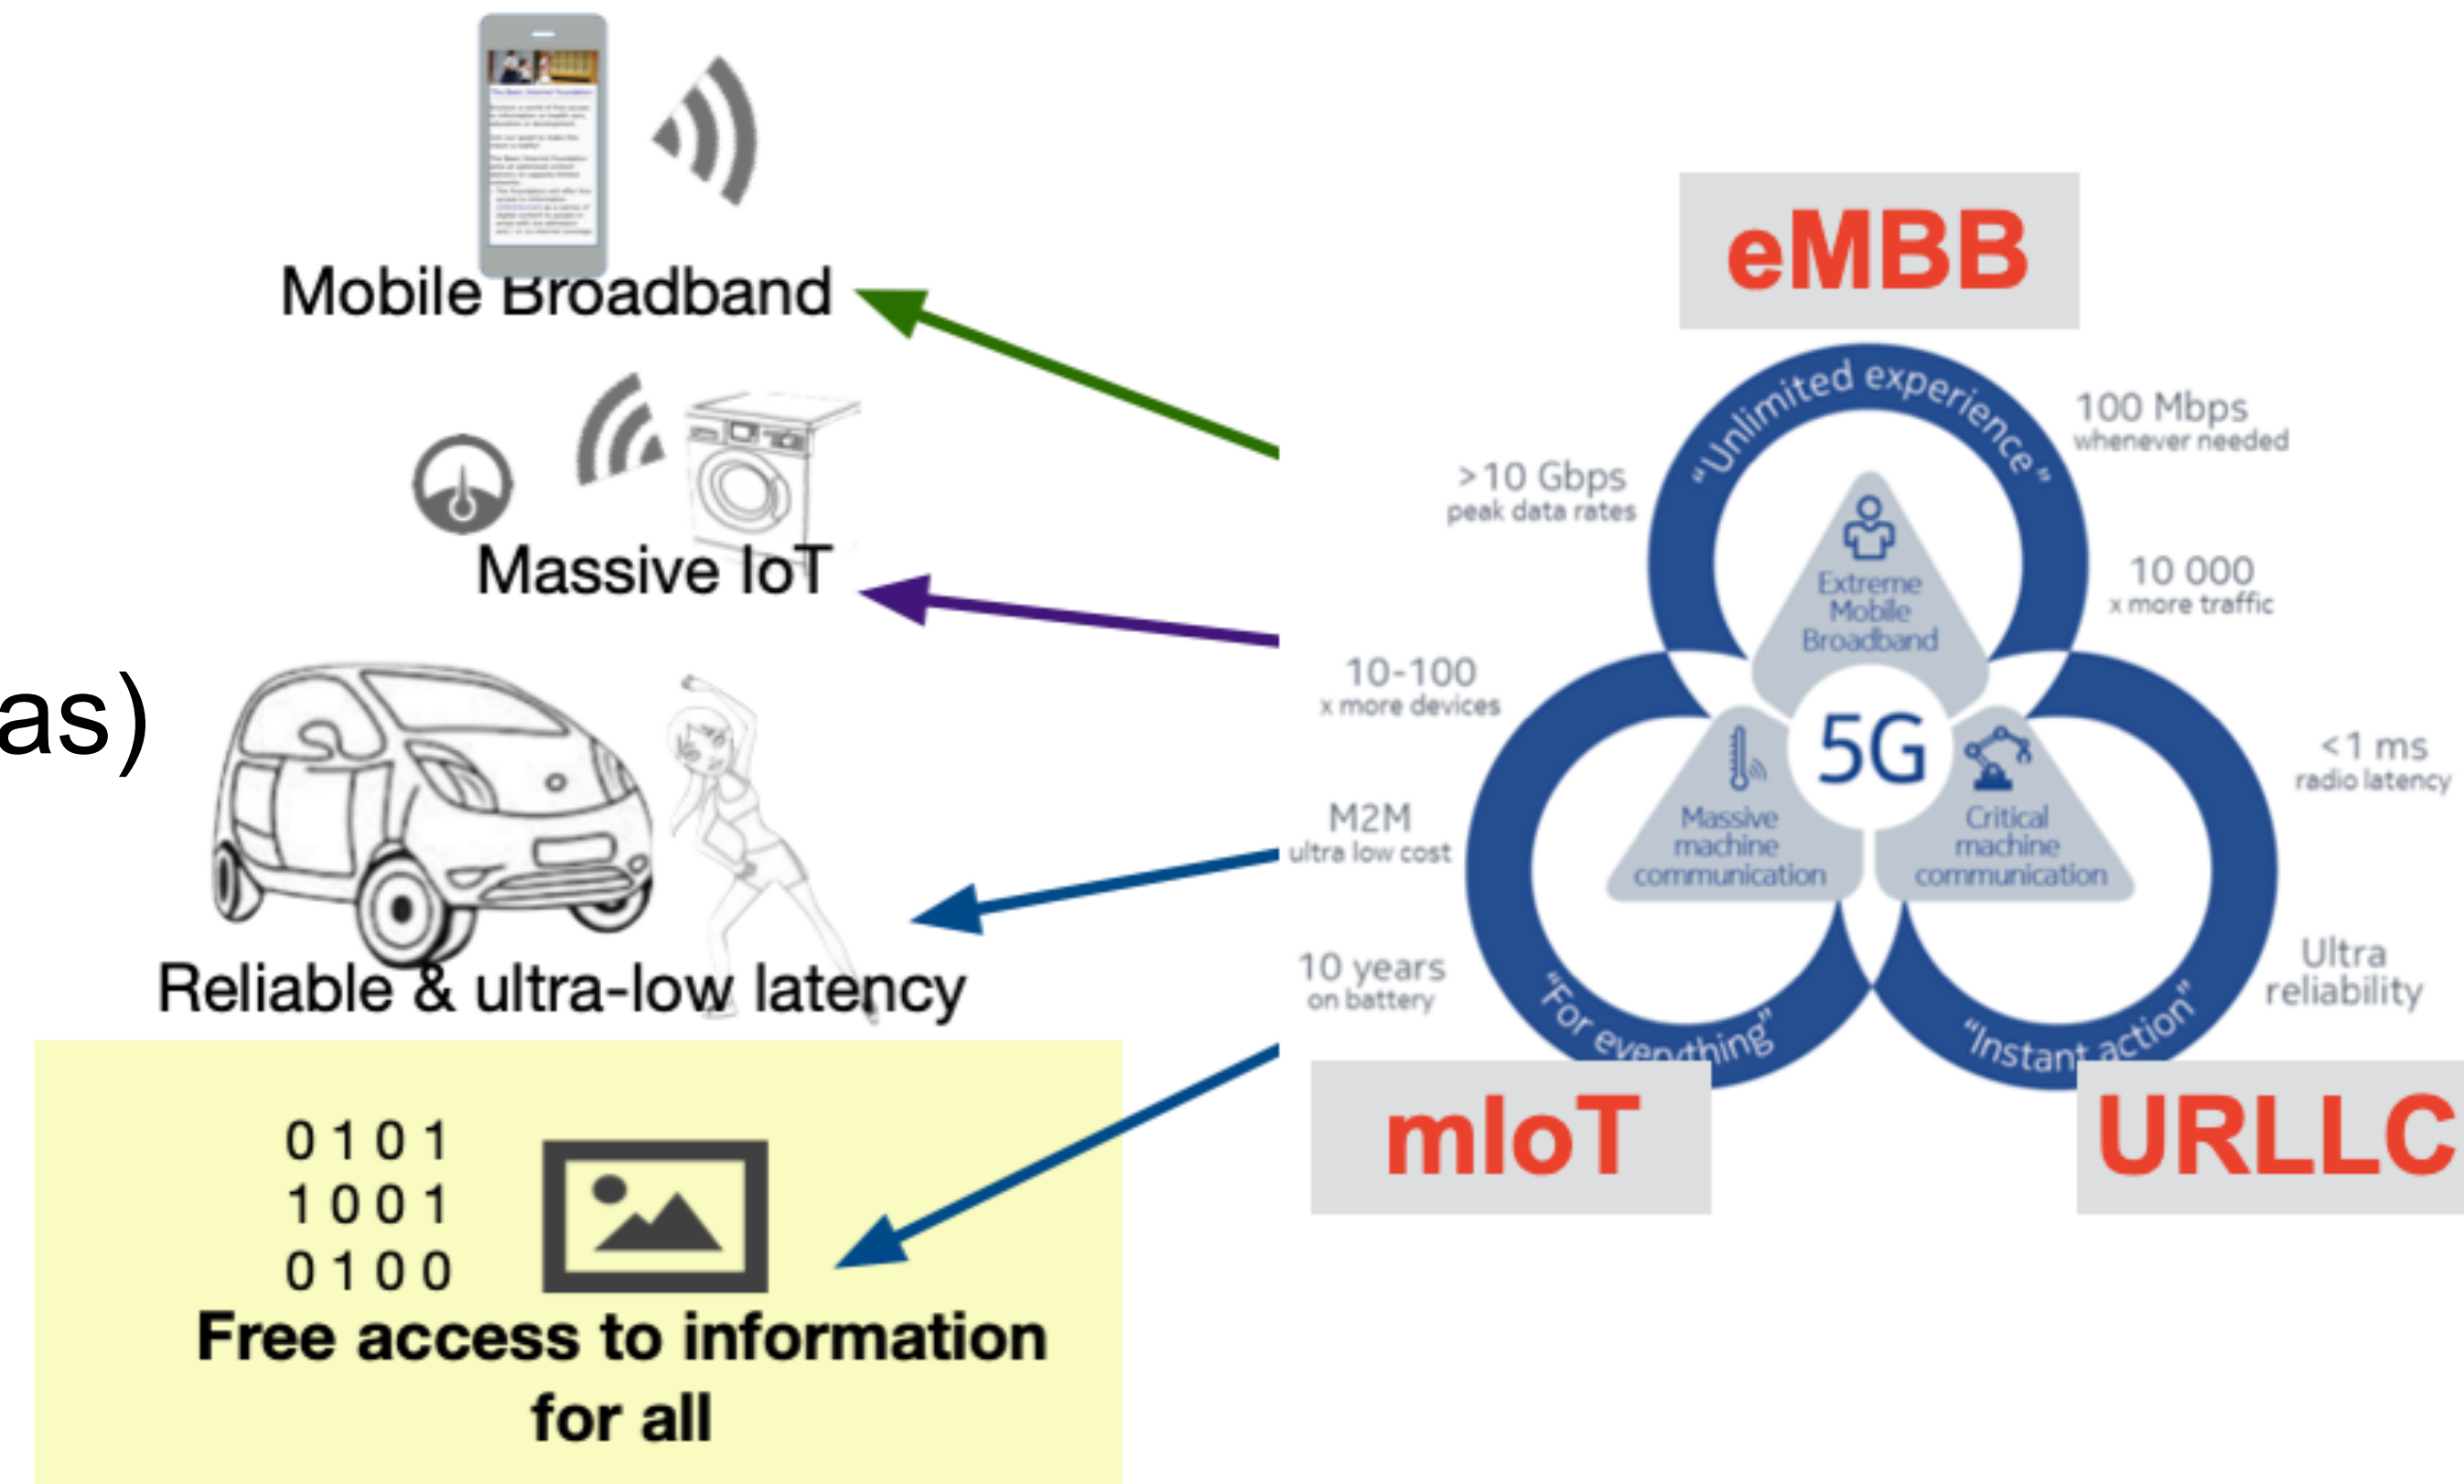 The Basic Internet Foundation
Mobile Broadband
Massive IoT
as)
Reliable & ultra-low latency
0 1 0 1
1 0 0 1
0 1 0 0
Free access to information
for all
eMBB
“Unlimited experience”
100 Mbps
whenever needed
>10 Gbps
peak data rates
10 000
x more traffic
Extreme
Mobile
Broadband
10-100
x more devices
5G
<1 ms
radio latency
M2M
ultra low cost
Massive
machine
communication
Critical
machine
communication
10 years
on battery
Ultra
reliability
“For everything”
“Instant action”
mIoT
URLLC